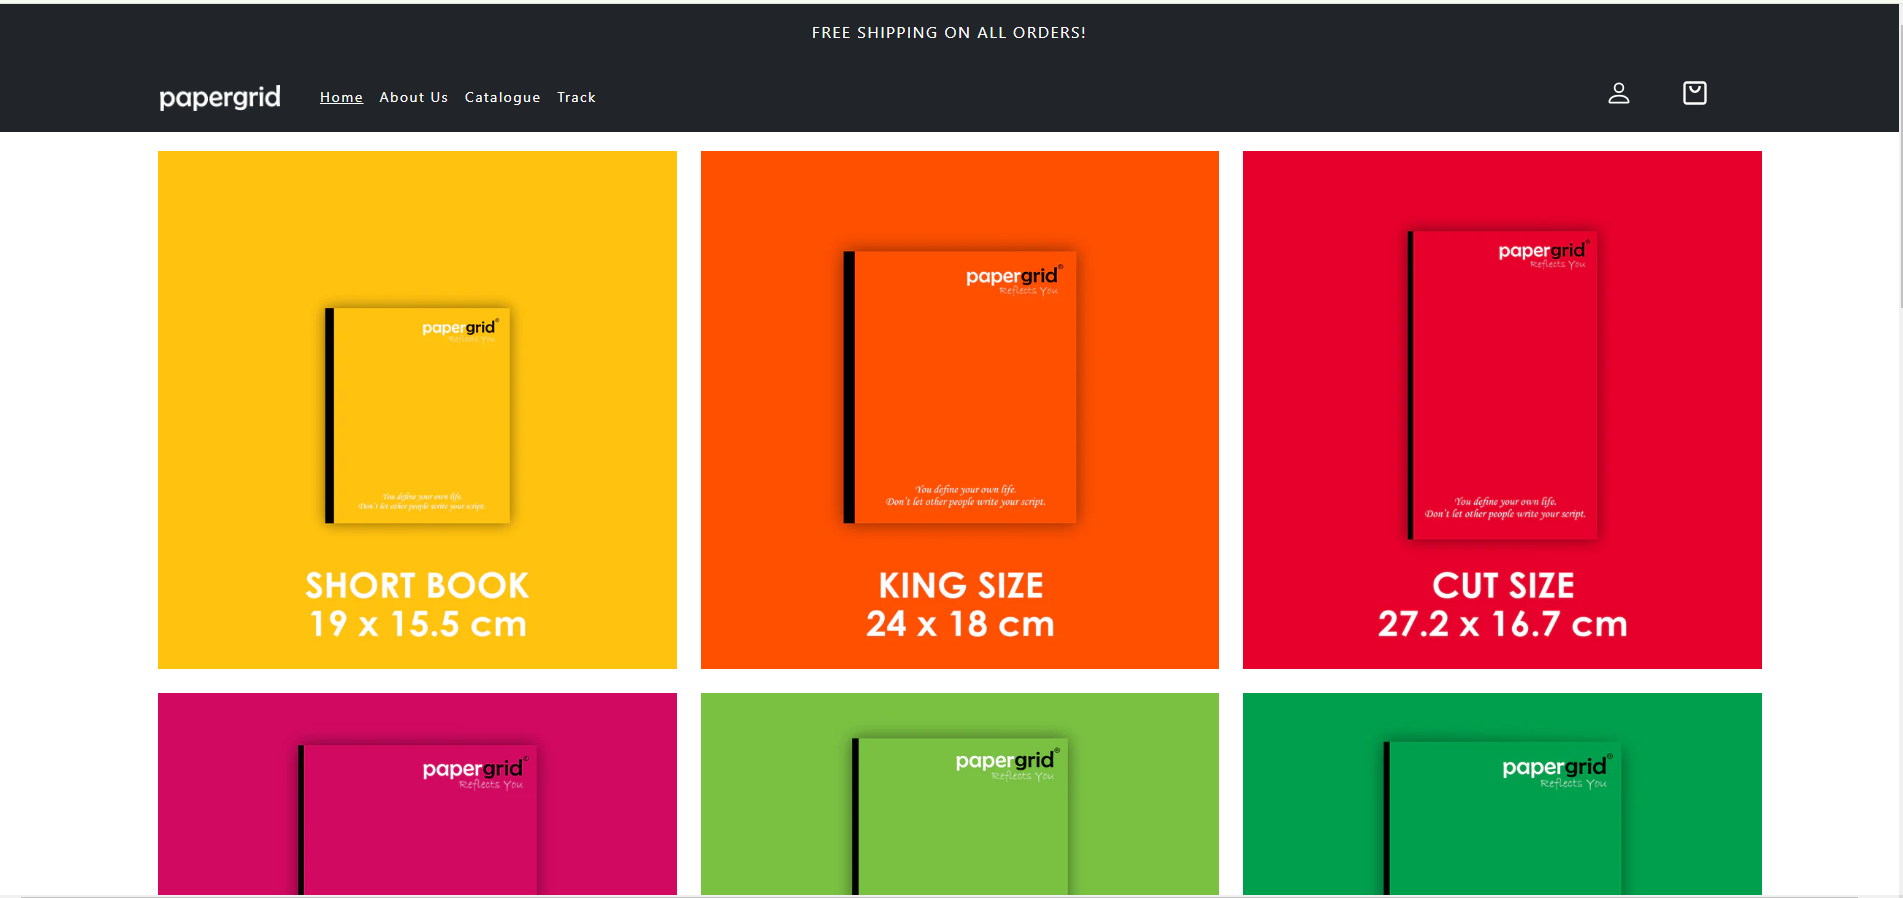 FREE SHIPPING ON ALL ORDERS!
papergrid Home About Us Catalogue Track
papergrid®
Reflects You
You define your own life.
Don't let other people write your script.
SHORT BOOK
19 x 15.5 cm
papergrid®
Reflects You
You define your own life.
Don't let other people write your script.
KING SIZE
24 x 18 cm
papergrid®
Reflects You
You define your own life.
Don't let other people write your script.
CUT SIZE
27.2 x 16.7 cm
papergrid®
Reflects You
papergrid®
Reflects You
papergrid®
Reflects You